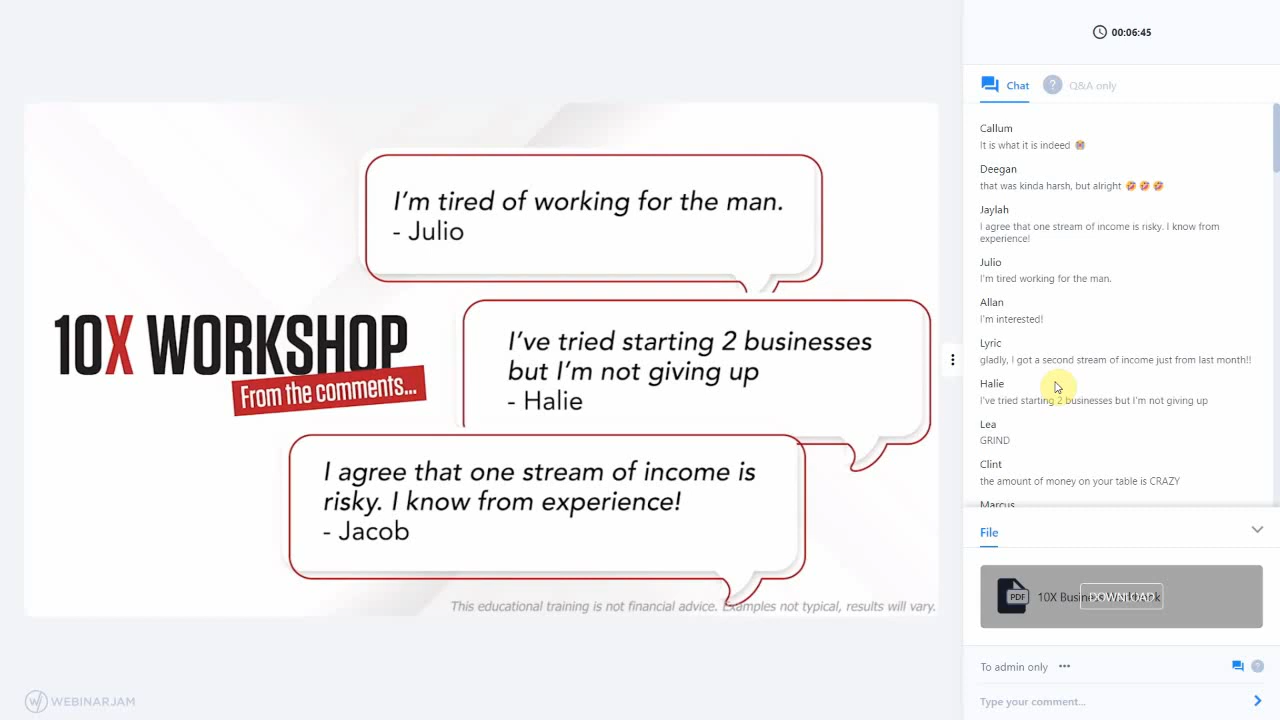 I'm tired of working for the man.
- Julio
I've tried starting 2 businesses
but I'm not giving up
- Halie
10X WORKSHOP
From the comments...
I agree that one stream of income is
risky. I know from experience!
- Jacob
This educational training is not financial advice. Examples not typical, results will vary.
WEBINARJAM
00:06:45
Chat
? Q&A only
Callum
It is what it is indeed
Deegan
that was kinda harsh, but alright 🤣 🤣 🤣
Jaylah
I agree that one stream of income is risky. I know from
experience!
Julio
I'm tired working for the man.
Allan
I'm interested!
Lyric
gladly, I got a second stream of income just from last month!!
Halie
I've tried starting 2 businesses but I'm not giving up
Lea
GRIND
Clint
the amount of money on your table is CRAZY
Marcus
File
PDF
10X
DOWNLOAD
To admin only
Type your comment...